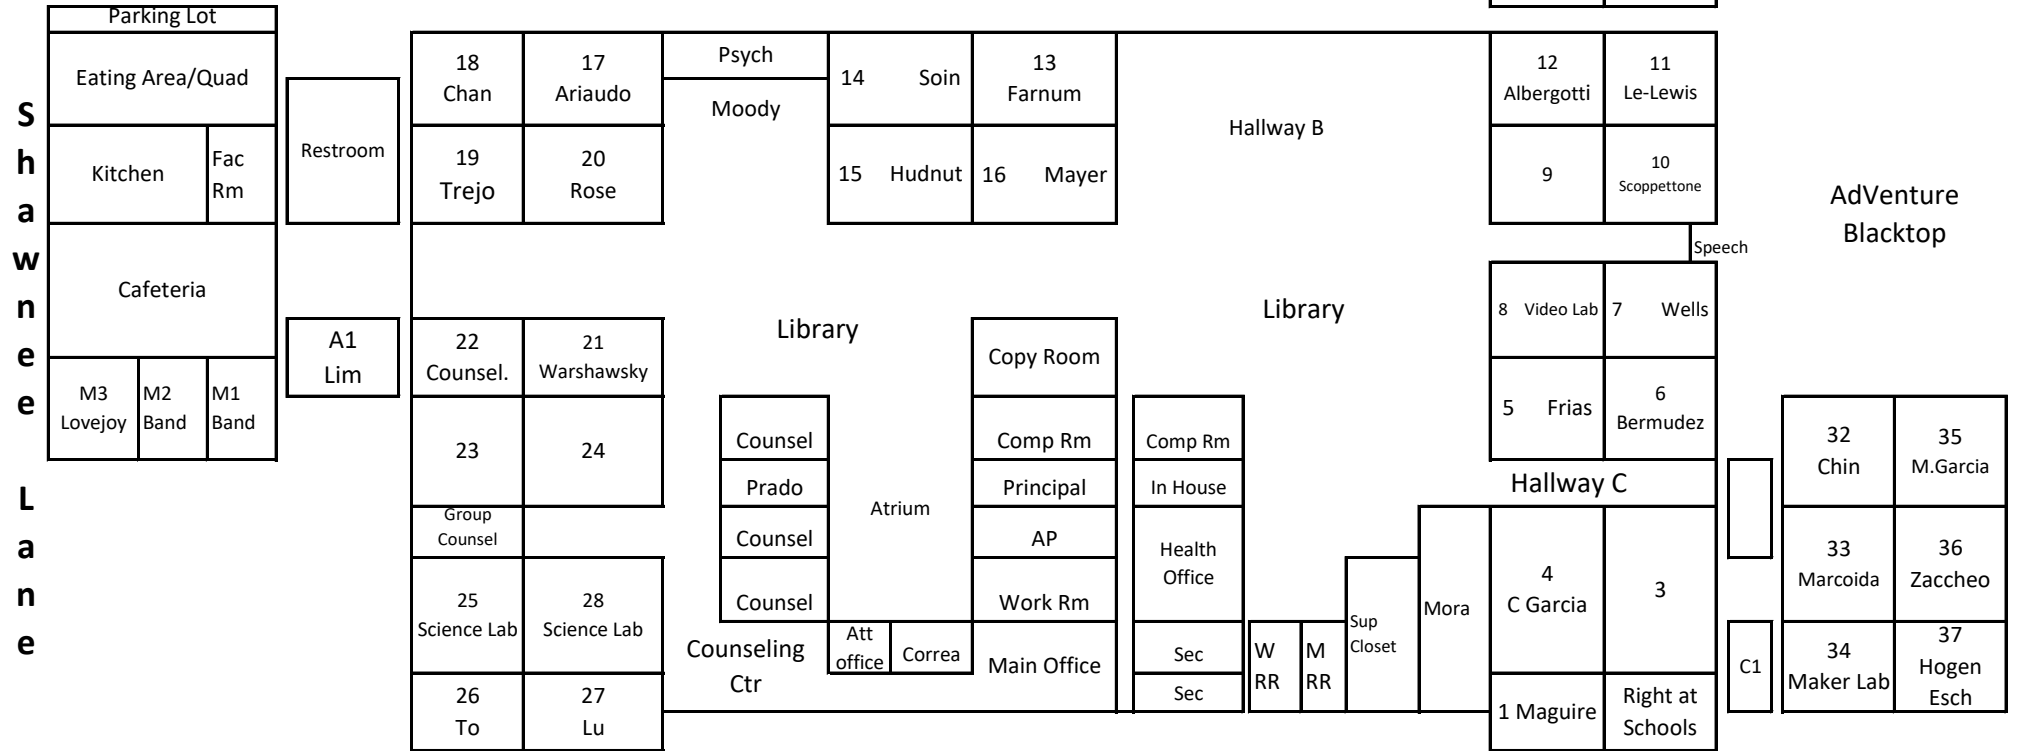 Parking Lot
Eating Area/Quad
Kitchen
Fac
Rm
Cafeteria
M3
Lovejoy
M2
Band
M1
Band
Shawnee
Lane
Restroom
A1
Lim
18
Chan
17
Ariaudo
19
Trejo
20
Rose
Psych
Moody
14 Soin
13
Farnum
15 Hudnut
16 Mayer
Hallway B
12
Albergotti
11
Le-Lewis
9
10
Scoppettone
Speech
AdVenture
Blacktop
22
Counsel.
21
Warshawsky
23
24
Group
Counsel
25
Science Lab
28
Science Lab
26
To
27
Lu
Library
Counsel
Prado
Counsel
Counsel
Counseling
Ctr
Atrium
Att
office
Correa
Copy Room
Comp Rm
Principal
AP
Work Rm
Main Office
Library
Comp Rm
In House
Health
Office
Sec
Sec
W
RR
M
RR
Sup
Closet
Mora
8 Video Lab
7 Wells
5 Frias
6
Bermudez
Hallway C
4
C Garcia
3
1 Maguire
Right at
Schools
C1
32
Chin
35
M.Garcia
33
Marcoida
36
Zaccheo
34
Maker Lab
37
Hogen
Esch